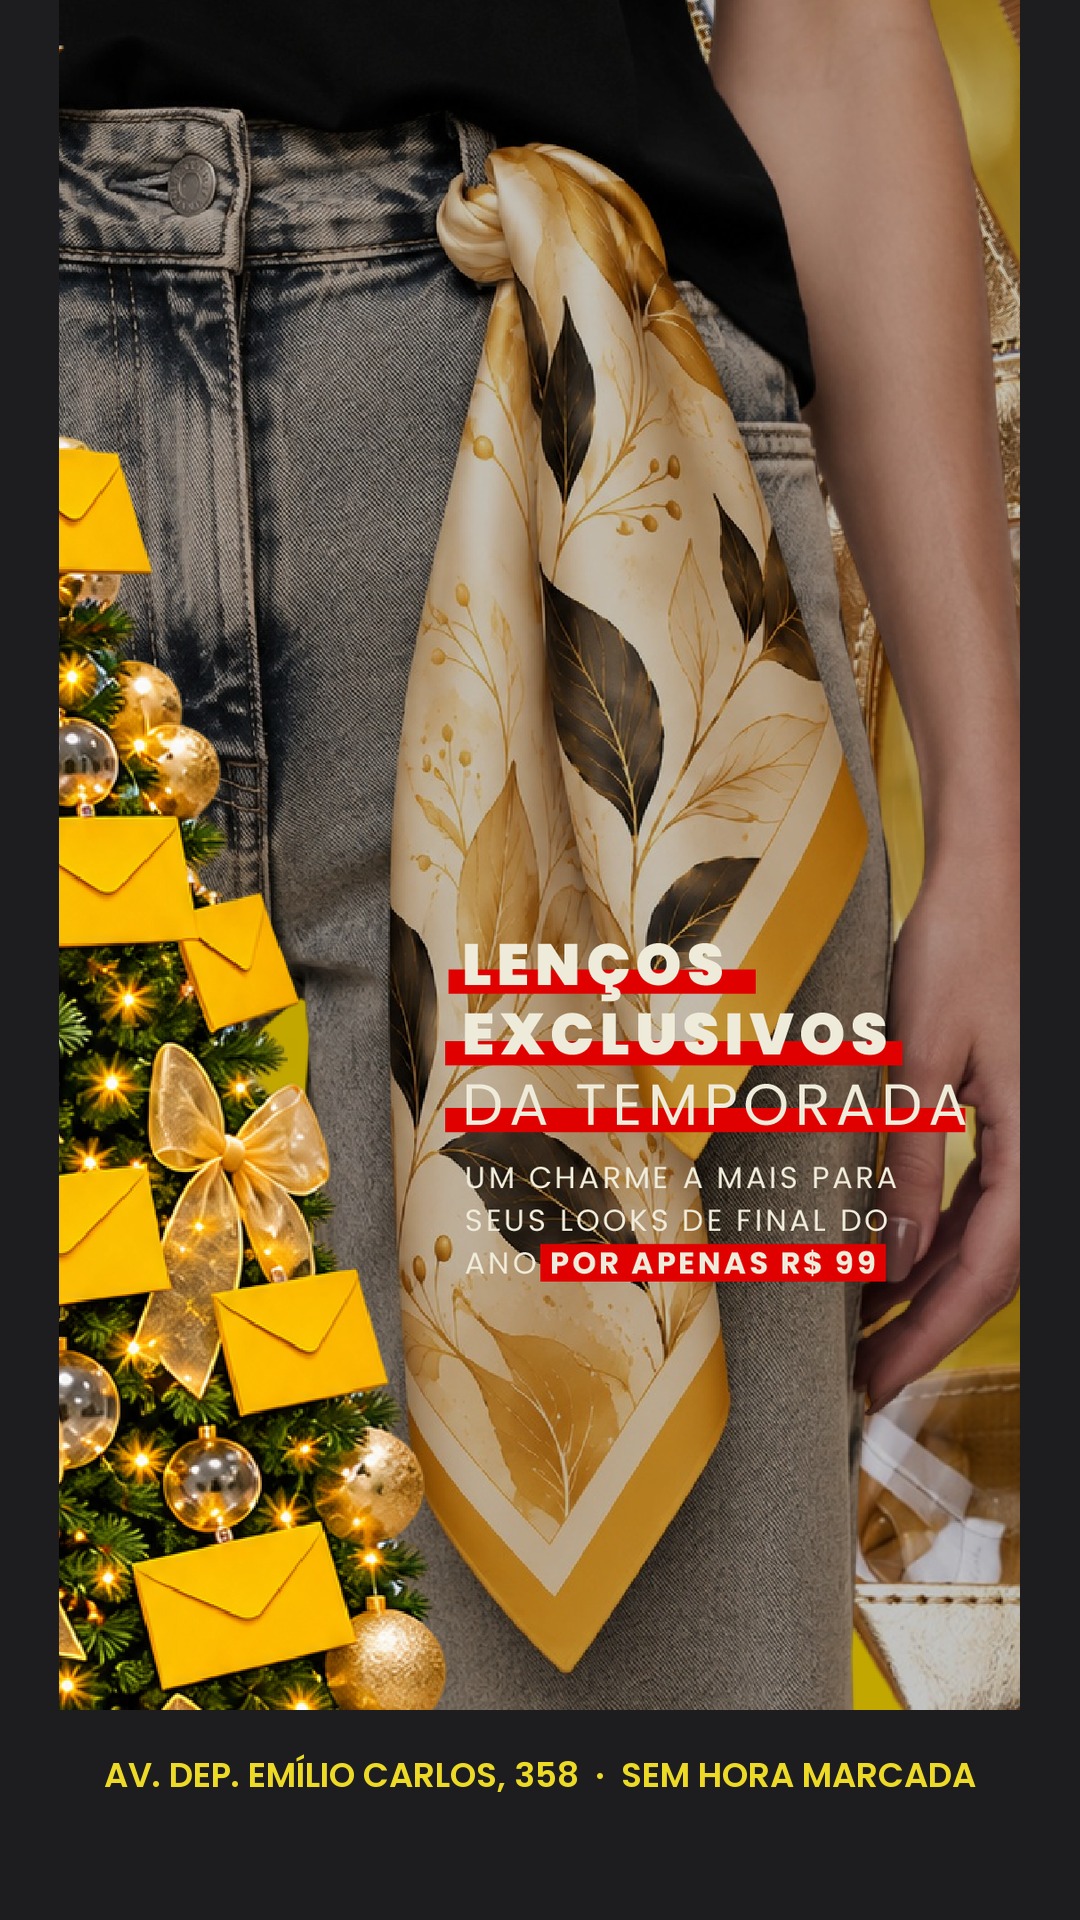 LENÇOS
EXCLUSIVOS
DA TEMPORADA
UM CHARME A MAIS PARA
SEUS LOOKS DE FINAL DO
ANO POR APENAS R$ 99
AV. DEP. EMÍLIO CARLOS, 358 · SEM HORA MARCADA